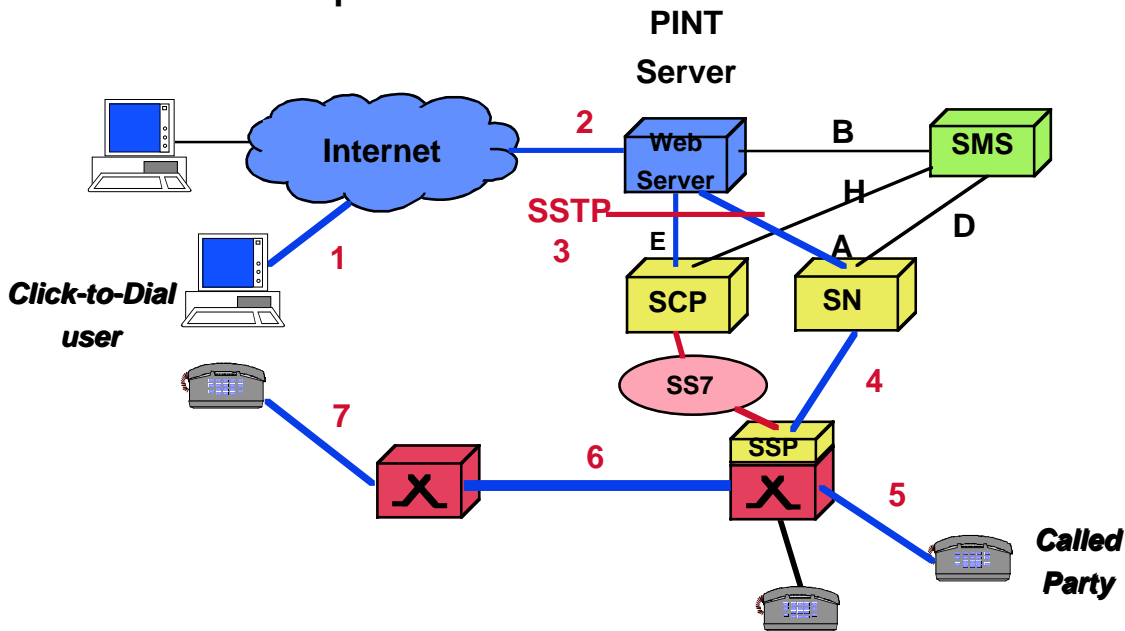 PINT
Server
2
Internet
Web
Server
B
SMS
H
SSTP
3
E
A
D
1
Click-to-Dial
user
SCP
SN
SS7
4
7
SSP
6
5
Called
Party